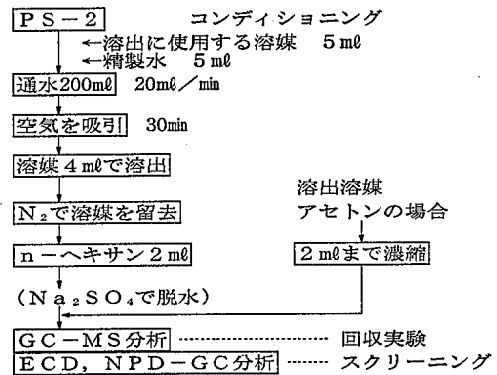 PS-2 コンディショニング
←溶出に使用する溶媒 5㎖
←精製水 5㎖
通水200㎖ 20㎖/min
空気を吸引 30min
溶媒4㎖で溶出
溶出溶媒
アセトンの場合
N₂で溶媒を留去
n-ヘキサン2㎖
2㎖まで濃縮
(Na₂SO₄で脱水)
GC-MS分析 ………… 回収実験
ECD, NPD-GC分析 …… スクリーニング